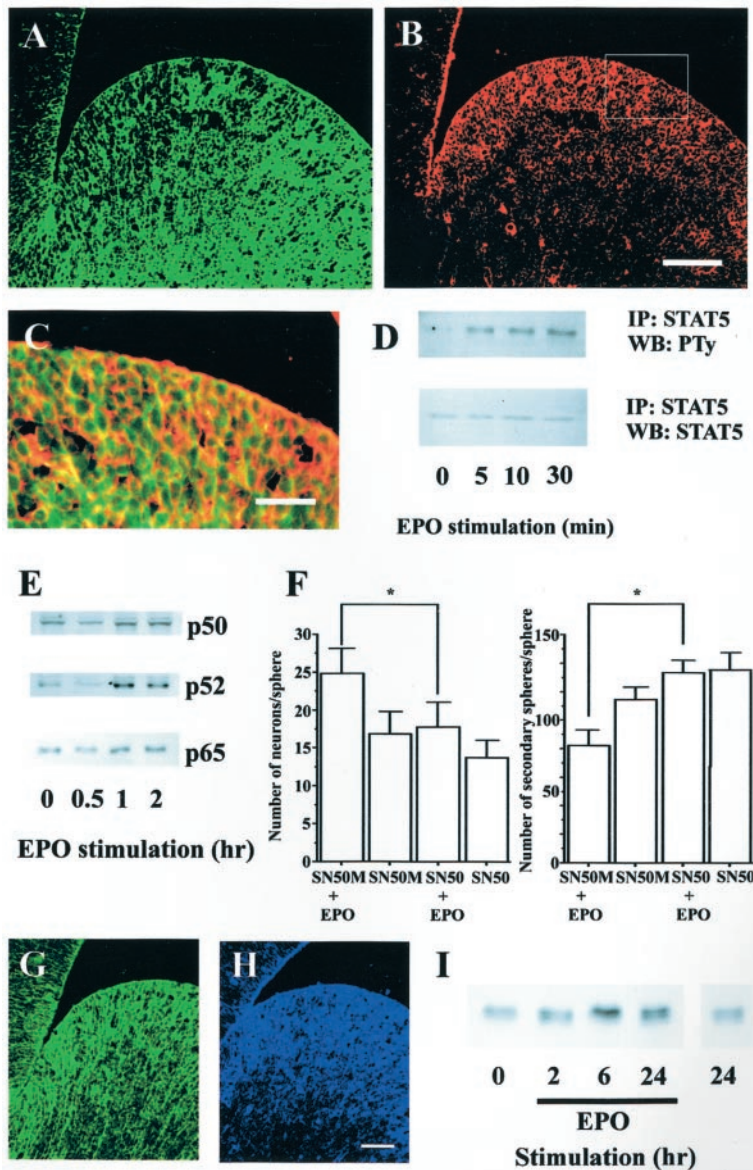 A
B
C
D
IP: STAT5
WB: PTy
IP: STAT5
WB: STAT5
0 5 10 30
EPO stimulation (min)
E
p50
p52
p65
0 0.5 1 2
EPO stimulation (hr)
F
*
Number of neurons/sphere
30
25
20
15
10
5
0
SN50M SN50M SN50 SN50
+ +
EPO EPO
*
Number of secondary spheres/sphere
150
100
50
0
SN50M SN50M SN50 SN50
+ +
EPO EPO
G
H
I
0 2 6 24 24
EPO
Stimulation (hr)